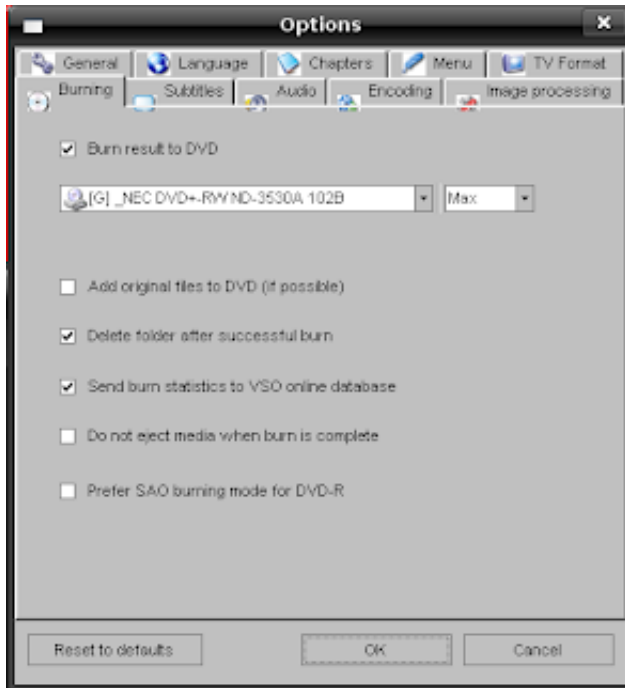 Options
General Language Chapters Menu TV Format
Burning Subtitles Audio Encoding Image processing
Burn result to DVD
[G] _NEC DVD+-RW ND-3530A 102B Max
Add original files to DVD (if possible)
Delete folder after successful burn
Send burn statistics to VSO online database
Do not eject media when burn is complete
Prefer SAO burning mode for DVD-R
Reset to defaults OK Cancel